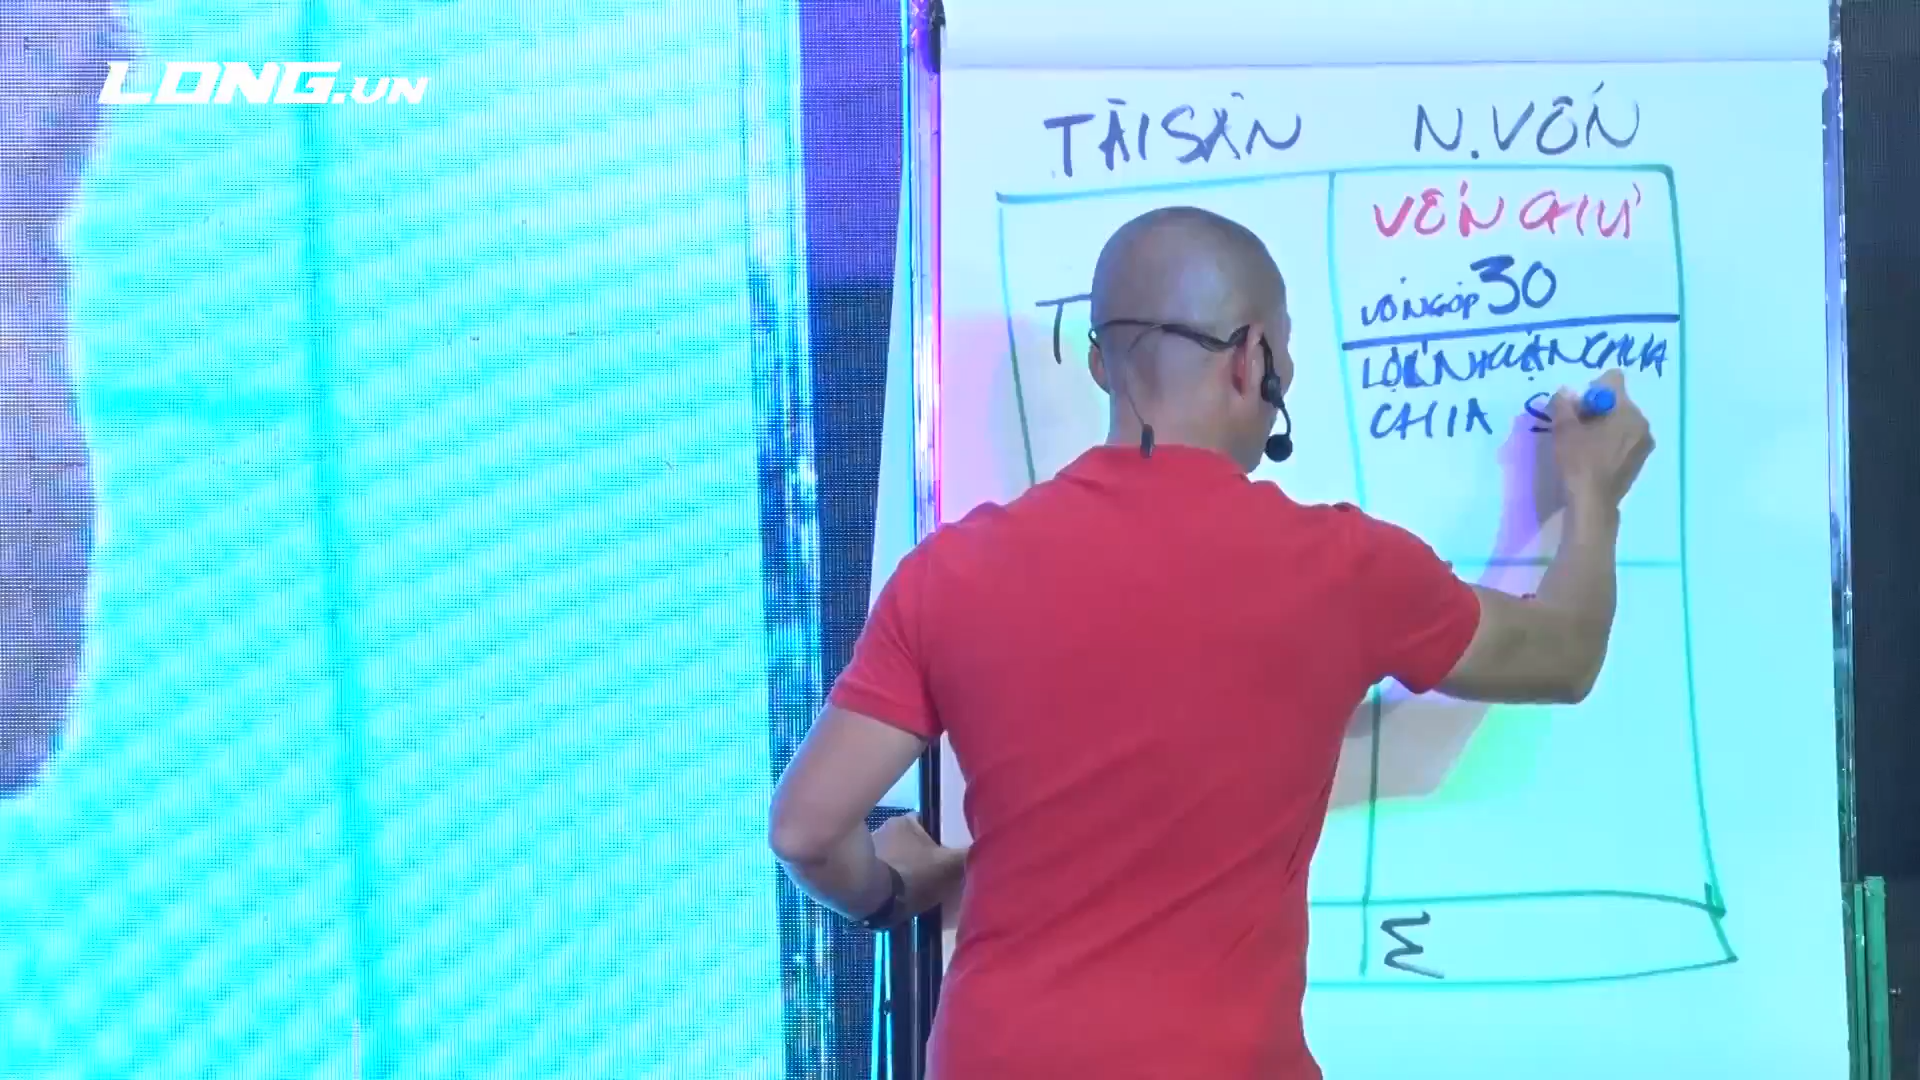 LONG.VN
TÀI SẢN N.VỐN
VỐN CHỦ
VỐN GÓP 30
T
LỢI NHUẬN CHƯA
CHIA S
Σ